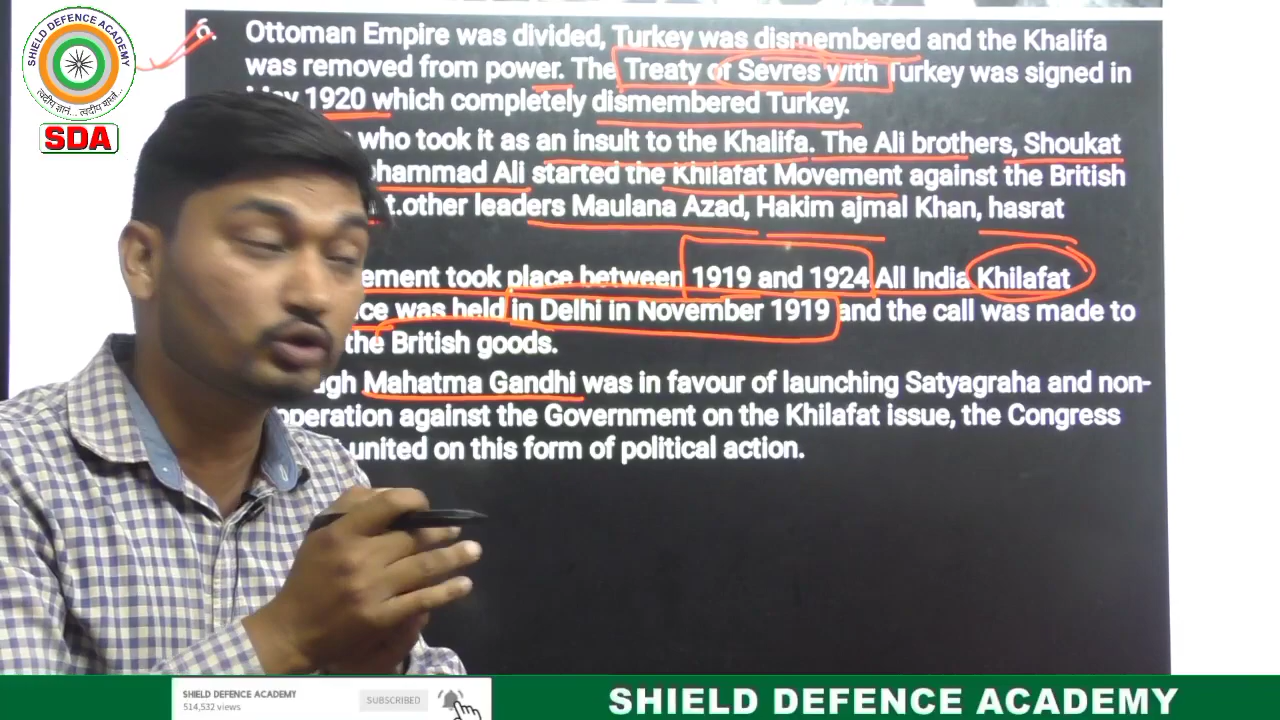 SHIELD DEFENCE ACADEMY
SDA
6. Ottoman Empire was divided, Turkey was dismembered and the Khalifa
was removed from power. The Treaty of Sevres with Turkey was signed in
May 1920 which completely dismembered Turkey.
who took it as an insult to the Khalifa. The Ali brothers, Shoukat
ohammad Ali started the Khilafat Movement against the British
t.other leaders Maulana Azad, Hakim ajmal Khan, hasrat
ement took place between 1919 and 1924 All India Khilafat
ce was held in Delhi in November 1919 and the call was made to
the British goods.
gh Mahatma Gandhi was in favour of launching Satyagraha and non-
operation against the Government on the Khilafat issue, the Congress
united on this form of political action.
SHIELD DEFENCE ACADEMY
514,532 views
SUBSCRIBED
SHIELD DEFENCE ACADEMY